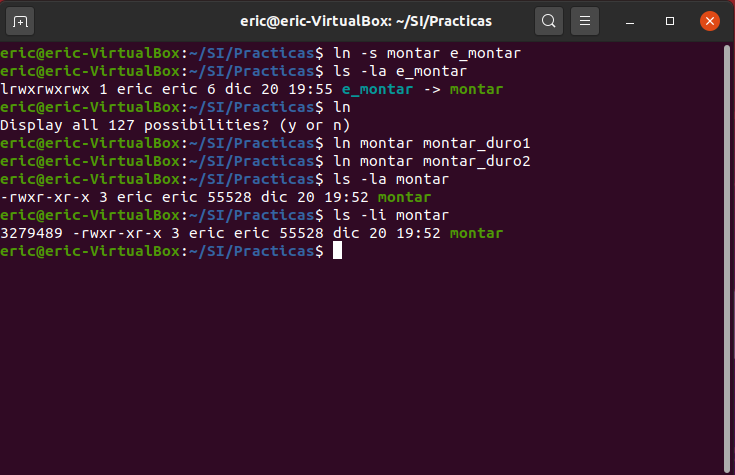 eric@eric-VirtualBox: ~/SI/Practicas
eric@eric-VirtualBox:~/SI/Practicas$ ln -s montar e_montar
eric@eric-VirtualBox:~/SI/Practicas$ ls -la e_montar
lrwxrwxrwx 1 eric eric 6 dic 20 19:55 e_montar -> montar
eric@eric-VirtualBox:~/SI/Practicas$ ln
Display all 127 possibilities? (y or n)
eric@eric-VirtualBox:~/SI/Practicas$ ln montar montar_duro1
eric@eric-VirtualBox:~/SI/Practicas$ ln montar montar_duro2
eric@eric-VirtualBox:~/SI/Practicas$ ls -la montar
-rwxr-xr-x 3 eric eric 55528 dic 20 19:52 montar
eric@eric-VirtualBox:~/SI/Practicas$ ls -li montar
3279489 -rwxr-xr-x 3 eric eric 55528 dic 20 19:52 montar
eric@eric-VirtualBox:~/SI/Practicas$